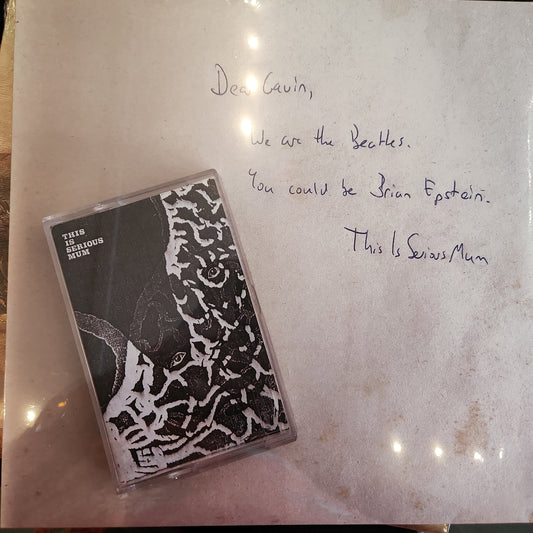 Dear Gavin,
We are the Beatles.
You could be Brian Epstein.
This Is Serious Mum
THIS
IS
SERIOUS
MUM